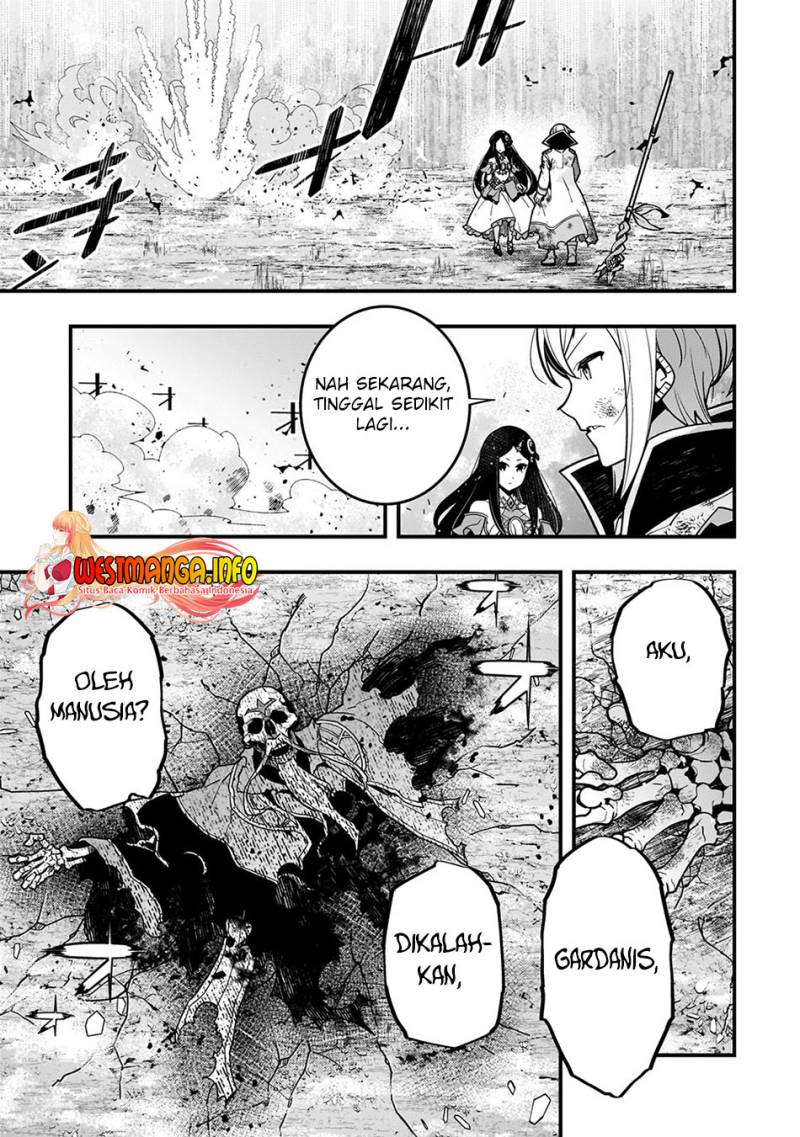 NAH SEKARANG,
TINGGAL SEDIKIT
LAGI...
WESTMANGA.INFO
Situs Baca Komik Berbahasa Indonesia
AKU,
GARDANIS,
DIKALAH-
KAN,
OLEH
MANUSIA?